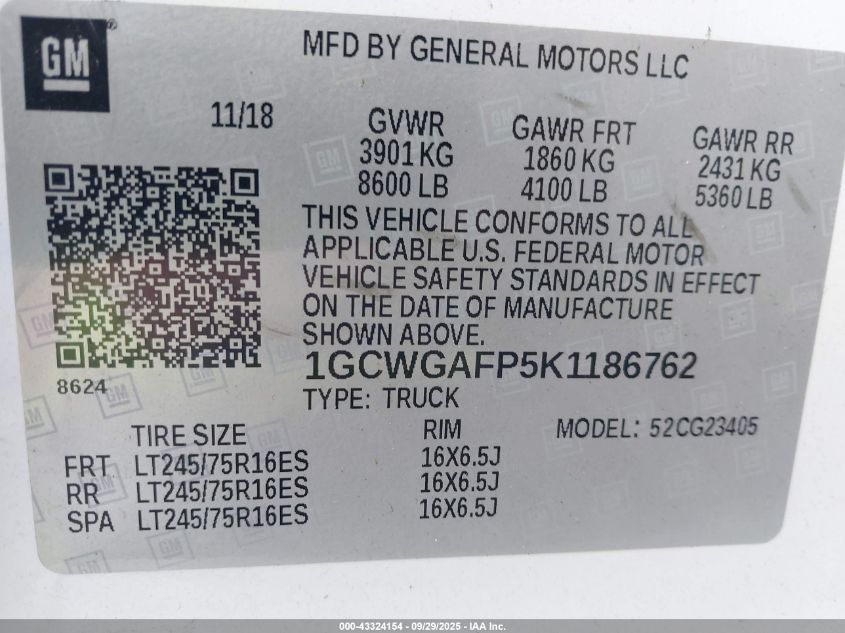 GM
MFD BY GENERAL MOTORS LLC
11/18
GVWR
3901 KG
8600 LB
GAWR FRT
1860 KG
4100 LB
GAWR RR
2431 KG
5360 LB
THIS VEHICLE CONFORMS TO ALL
APPLICABLE U.S. FEDERAL MOTOR
VEHICLE SAFETY STANDARDS IN EFFECT
ON THE DATE OF MANUFACTURE
SHOWN ABOVE.
8624
1GCWGAFP5K1186762
TYPE: TRUCK
TIRE SIZE RIM MODEL: 52CG23405
FRT LT245/75R16ES 16X6.5J
RR LT245/75R16ES 16X6.5J
SPA LT245/75R16ES 16X6.5J
000-43324154 - 09/29/2025 - IAA Inc.